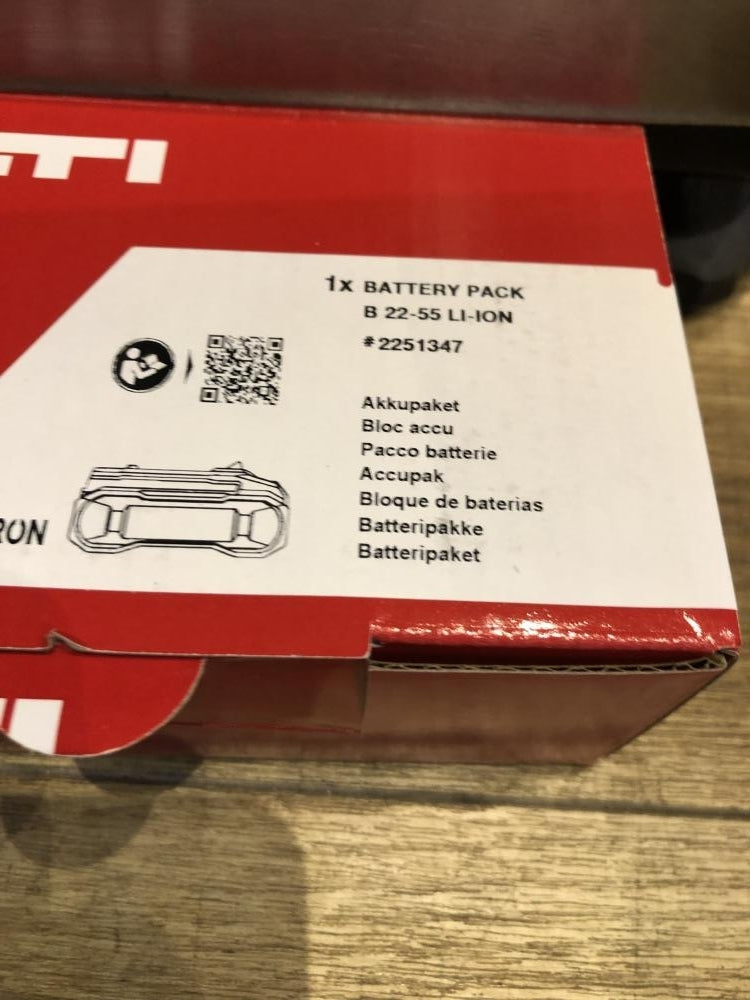 LTI
1x BATTERY PACK
B 22-55 LI-ION
#2251347
Akkupaket
Bloc accu
Pacco batterie
Accupak
Bloque de baterias
Batteripakke
Batteripaket
RON